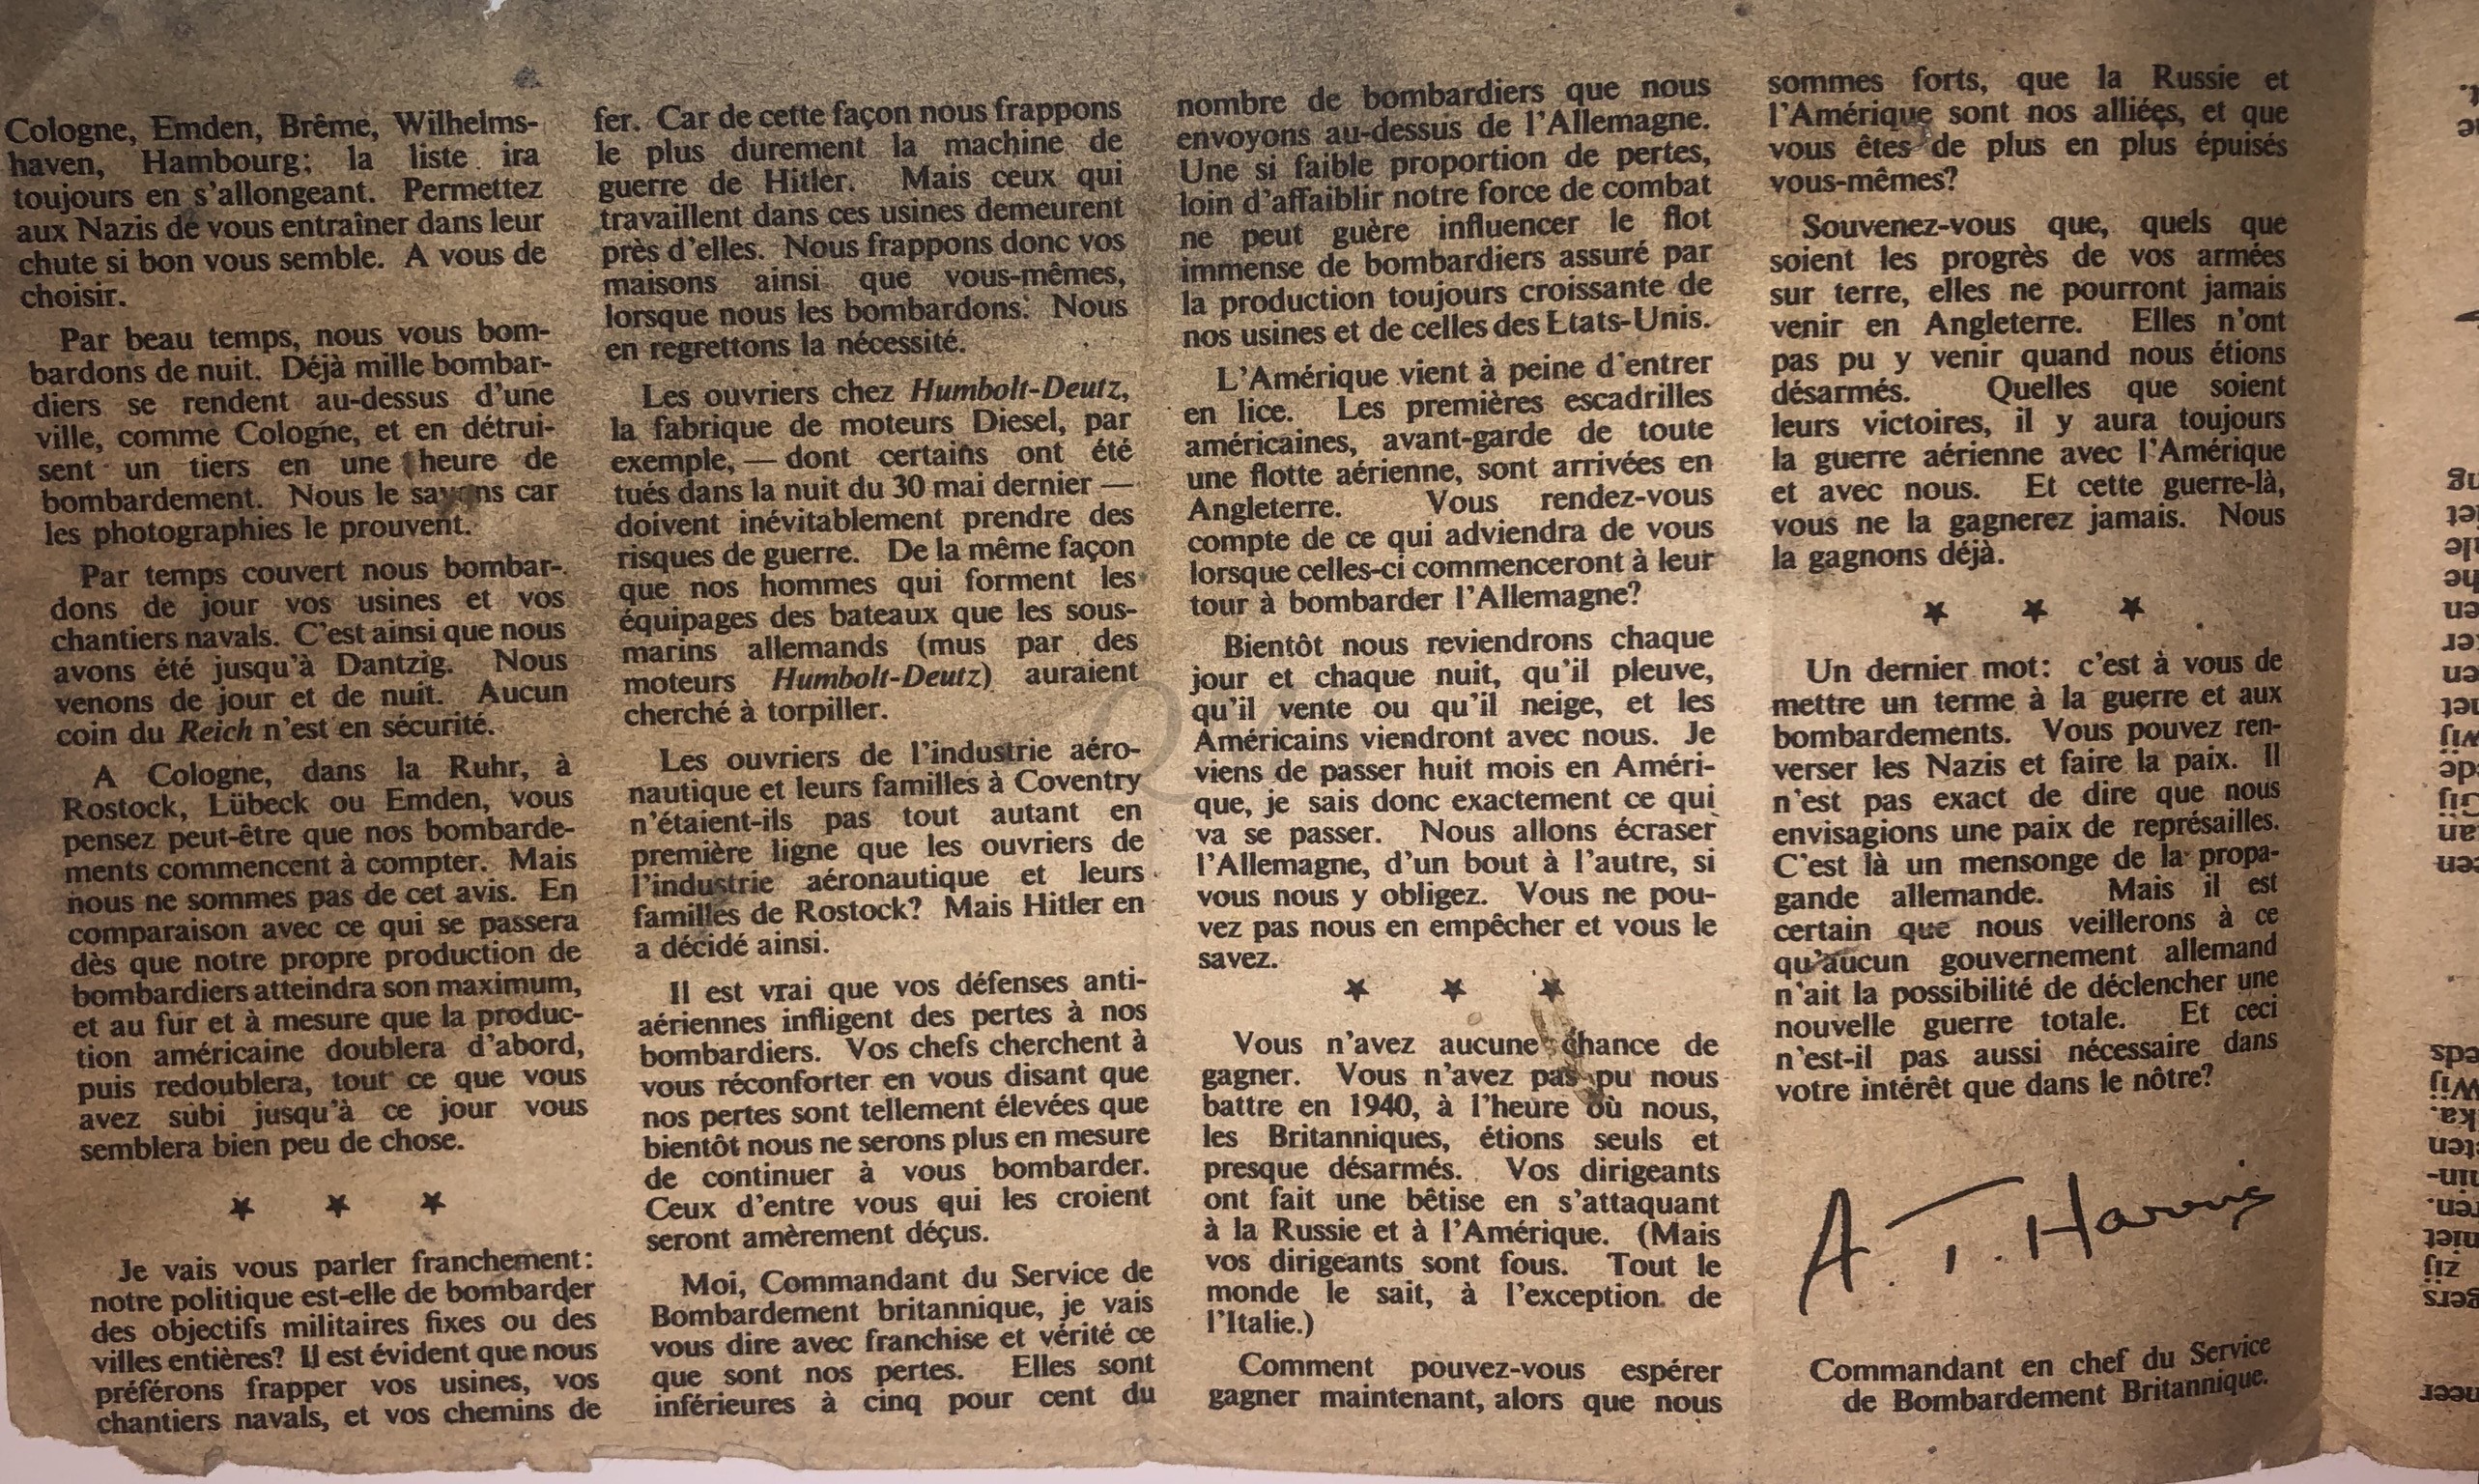 Cologne, Emden, Brême, Wilhelms-
haven, Hambourg; la liste ira
toujours en s'allongeant. Permettez
aux Nazis de vous entraîner dans leur
chute si bon vous semble. A vous de
choisir.
Par beau temps, nous vous bom-
bardons de nuit. Déjà mille bombar-
diers se rendent au-dessus d'une
ville, comme Cologne, et en détrui-
sent un tiers en une heure de
bombardement. Nous le savons car
les photographies le prouvent.
Par temps couvert nous bombar-
dons de jour vos usines et vos
chantiers navals. C'est ainsi que nous
avons été jusqu'à Dantzig. Nous
venons de jour et de nuit. Aucun
coin du Reich n'est en sécurité.
A Cologne, dans la Ruhr, à
Rostock, Lübeck ou Emden, vous
pensez peut-être que nos bombarde-
ments commencent à compter. Mais
nous ne sommes pas de cet avis. En
comparaison avec ce qui se passera
dès que notre propre production de
bombardiers atteindra son maximum,
et au fur et à mesure que la produc-
tion américaine doublera d'abord,
puis redoublera, tout ce que vous
avez subi jusqu'à ce jour vous
semblera bien peu de chose.
★ ★ ★
Je vais vous parler franchement:
notre politique est-elle de bombarder
des objectifs militaires fixes ou des
villes entières? Il est évident que nous
préférons frapper vos usines, vos
chantiers navals, et vos chemins de
fer. Car de cette façon nous frappons
le plus durement la machine de
guerre de Hitler. Mais ceux qui
travaillent dans ces usines demeurent
près d'elles. Nous frappons donc vos
maisons ainsi que vous-mêmes,
lorsque nous les bombardons. Nous
en regrettons la nécessité.
Les ouvriers chez Humbolt-Deutz,
la fabrique de moteurs Diesel, par
exemple, — dont certains ont été
tués dans la nuit du 30 mai dernier —
doivent inévitablement prendre des
risques de guerre. De la même façon
que nos hommes qui forment les
équipages des bateaux que les sous-
marins allemands (mus par des
moteurs Humbolt-Deutz) auraient
cherché à torpiller.
Les ouvriers de l'industrie aéro-
nautique et leurs familles à Coventry
n'étaient-ils pas tout autant en
première ligne que les ouvriers de
l'industrie aéronautique et leurs
familles de Rostock? Mais Hitler en
a décidé ainsi.
Il est vrai que vos défenses anti-
aériennes infligent des pertes à nos
bombardiers. Vos chefs cherchent à
vous réconforter en vous disant que
nos pertes sont tellement élevées que
bientôt nous ne serons plus en mesure
de continuer à vous bombarder.
Ceux d'entre vous qui les croient
seront amèrement déçus.
Moi, Commandant du Service de
Bombardement britannique, je vais
vous dire avec franchise et vérité ce
que sont nos pertes. Elles sont
inférieures à cinq pour cent du
nombre de bombardiers que nous
envoyons au-dessus de l'Allemagne.
Une si faible proportion de pertes,
loin d'affaiblir notre force de combat
ne peut guère influencer le flot
immense de bombardiers assuré par
la production toujours croissante de
nos usines et de celles des Etats-Unis.
L'Amérique vient à peine d'entrer
en lice. Les premières escadrilles
américaines, avant-garde de toute
une flotte aérienne, sont arrivées en
Angleterre. Vous rendez-vous
compte de ce qui adviendra de vous
lorsque celles-ci commenceront à leur
tour à bombarder l'Allemagne?
Bientôt nous reviendrons chaque
jour et chaque nuit, qu'il pleuve,
qu'il vente ou qu'il neige, et les
Américains viendront avec nous. Je
viens de passer huit mois en Améri-
que, je sais donc exactement ce qui
va se passer. Nous allons écraser
l'Allemagne, d'un bout à l'autre, si
vous nous y obligez. Vous ne pou-
vez pas nous en empêcher et vous le
savez.
★ ★ ★
Vous n'avez aucune chance de
gagner. Vous n'avez pas pu nous
battre en 1940, à l'heure où nous,
les Britanniques, étions seuls et
presque désarmés. Vos dirigeants
ont fait une bêtise en s'attaquant
à la Russie et à l'Amérique. (Mais
vos dirigeants sont fous. Tout le
monde le sait, à l'exception de
l'Italie.)
Comment pouvez-vous espérer
gagner maintenant, alors que nous
sommes forts, que la Russie et
l'Amérique sont nos alliées, et que
vous êtes de plus en plus épuisés
vous-mêmes?
Souvenez-vous que, quels que
soient les progrès de vos armées
sur terre, elles ne pourront jamais
venir en Angleterre. Elles n'ont
pas pu y venir quand nous étions
désarmés. Quelles que soient
leurs victoires, il y aura toujours
la guerre aérienne avec l'Amérique
et avec nous. Et cette guerre-là,
vous ne la gagnerez jamais. Nous
la gagnons déjà.
★ ★ ★
Un dernier mot: c'est à vous de
mettre un terme à la guerre et aux
bombardements. Vous pouvez ren-
verser les Nazis et faire la paix. Il
n'est pas exact de dire que nous
envisagions une paix de représailles.
C'est là un mensonge de la propa-
gande allemande. Mais il est
certain que nous veillerons à ce
qu'aucun gouvernement allemand
n'ait la possibilité de déclencher une
nouvelle guerre totale. Et ceci
n'est-il pas aussi nécessaire dans
votre intérêt que dans le nôtre?
A. T. Harris
Commandant en chef du Service
de Bombardement Britannique.